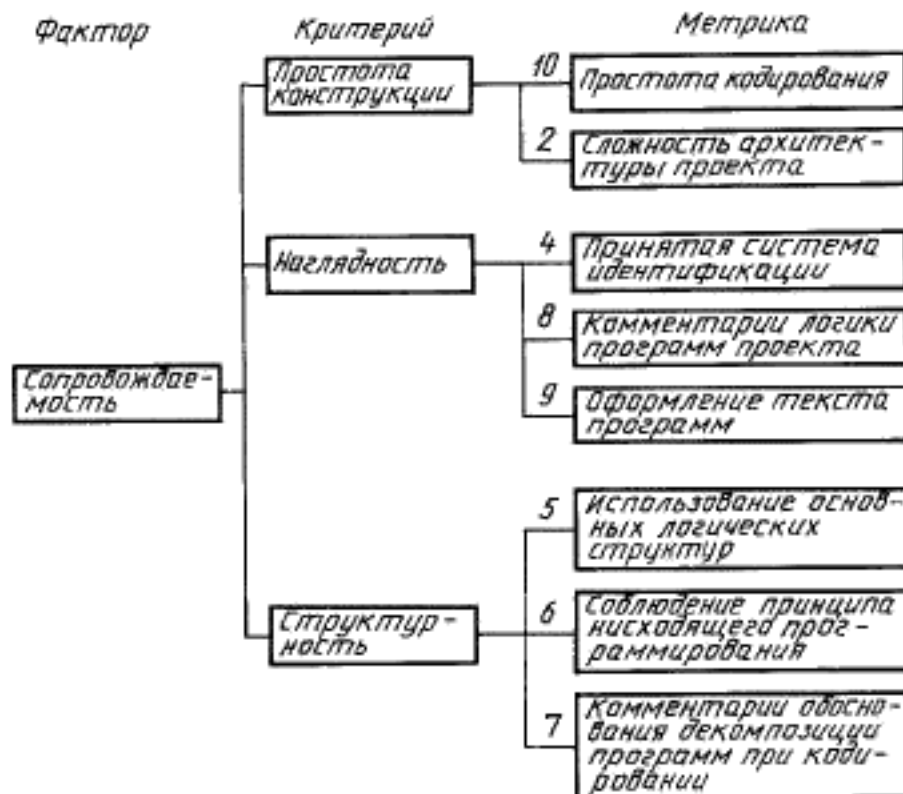 Фактор Критерий Метрика
Простота
конструкции
10
Простота кодирования
2
Сложность архитек-
туры проекта
Наглядность
4
Принятая система
идентификации
8
Комментарии логики
программ проекта
9
Оформление текста
программ
Сопровождае-
мость
5
Использование основ-
ных логических
структур
Структур-
ность
6
Соблюдение принципа
нисходящего прог-
раммирования
7
Комментарии обосно-
вания декомпозиции
программ при коди-
ровании